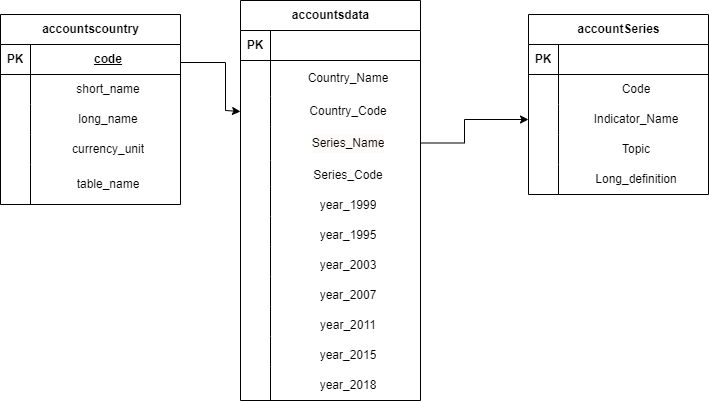 accountscountry
PK
code
short_name
long_name
currency_unit
table_name
accountsdata
PK
Country_Name
Country_Code
Series_Name
Series_Code
year_1999
year_1995
year_2003
year_2007
year_2011
year_2015
year_2018
accountSeries
PK
Code
Indicator_Name
Topic
Long_definition